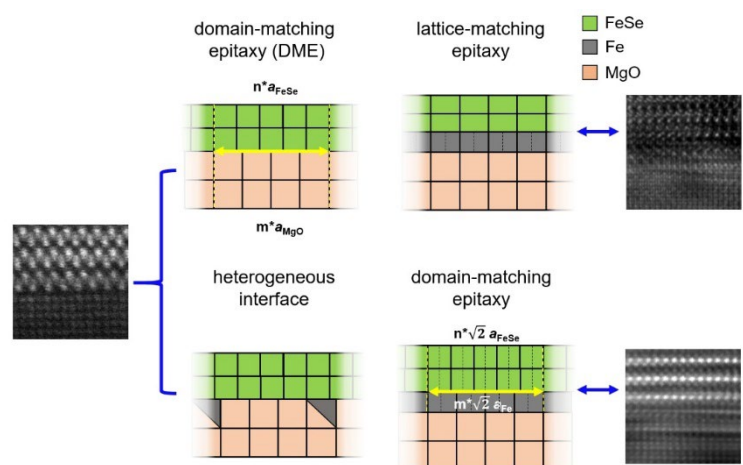 domain-matching
epitaxy (DME)
n*aFeSe
m*aMgO
lattice-matching
epitaxy
FeSe
Fe
MgO
heterogeneous
interface
domain-matching
epitaxy
n*√2 aFeSe
m*√2 aFe